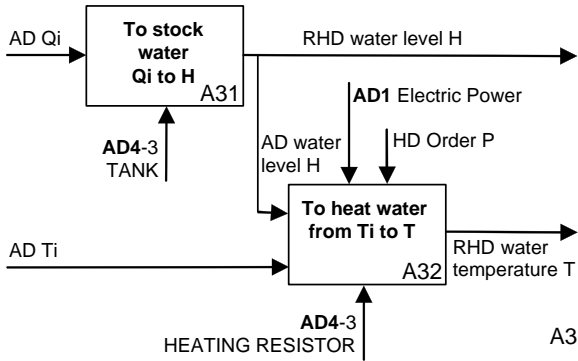 AD Qi
To stock
water
Qi to H
A31
RHD water level H
AD4-3
TANK
AD water
level H
AD1 Electric Power
HD Order P
AD Ti
To heat water
from Ti to T
A32
RHD water
temperature T
AD4-3
HEATING RESISTOR
A3